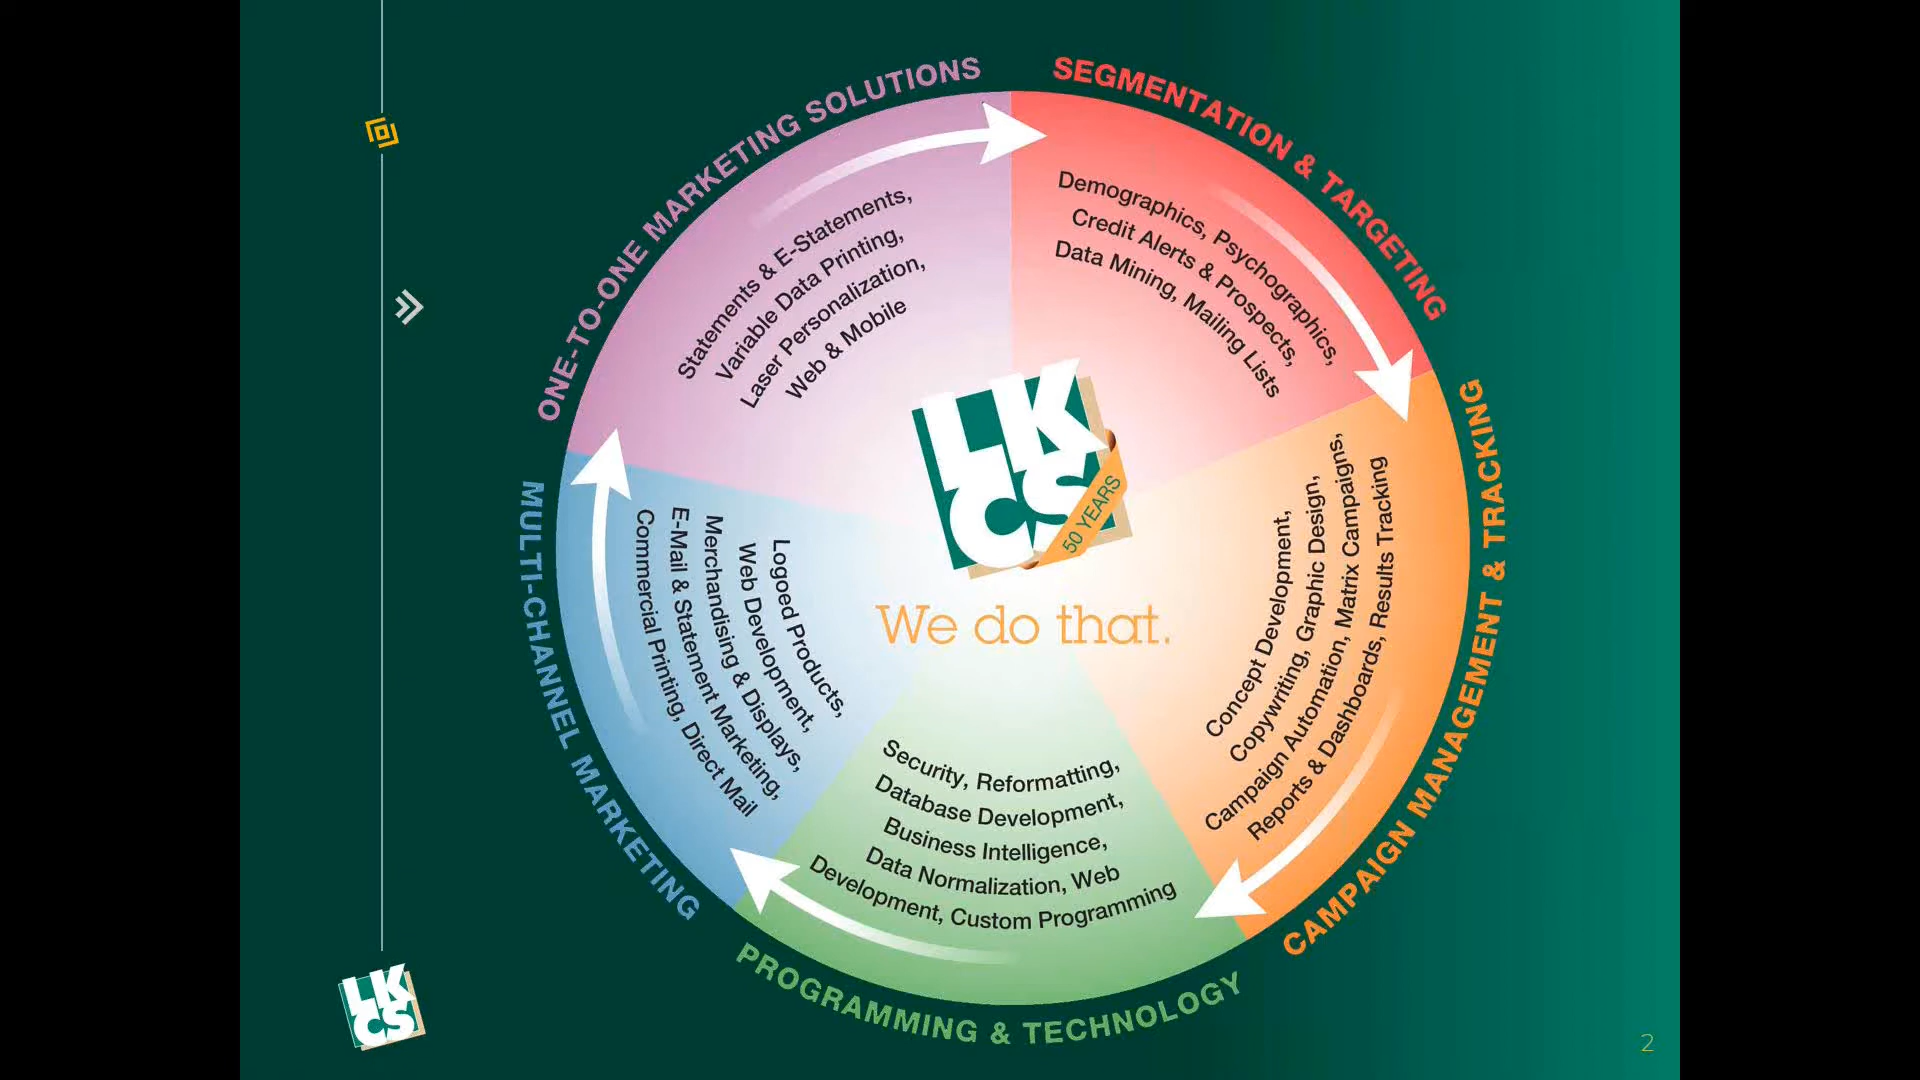 ONE-TO-ONE MARKETING SOLUTIONS
Statements & E-Statements,
Variable Data Printing,
Laser Personalization,
Web & Mobile
SEGMENTATION & TARGETING
Demographics, Psychographics,
Credit Alerts & Prospects,
Data Mining, Mailing Lists
CAMPAIGN MANAGEMENT & TRACKING
Concept Development,
Copywriting, Graphic Design,
Campaign Automation, Matrix Campaigns,
Reports & Dashboards, Results Tracking
PROGRAMMING & TECHNOLOGY
Security, Reformatting,
Database Development,
Business Intelligence,
Data Normalization, Web
Development, Custom Programming
MULTI-CHANNEL MARKETING
Logoed Products,
Web Development,
Merchandising & Displays,
E-Mail & Statement Marketing,
Commercial Printing, Direct Mail
LK
CS
50 YEARS
We do that.
LK
CS
2